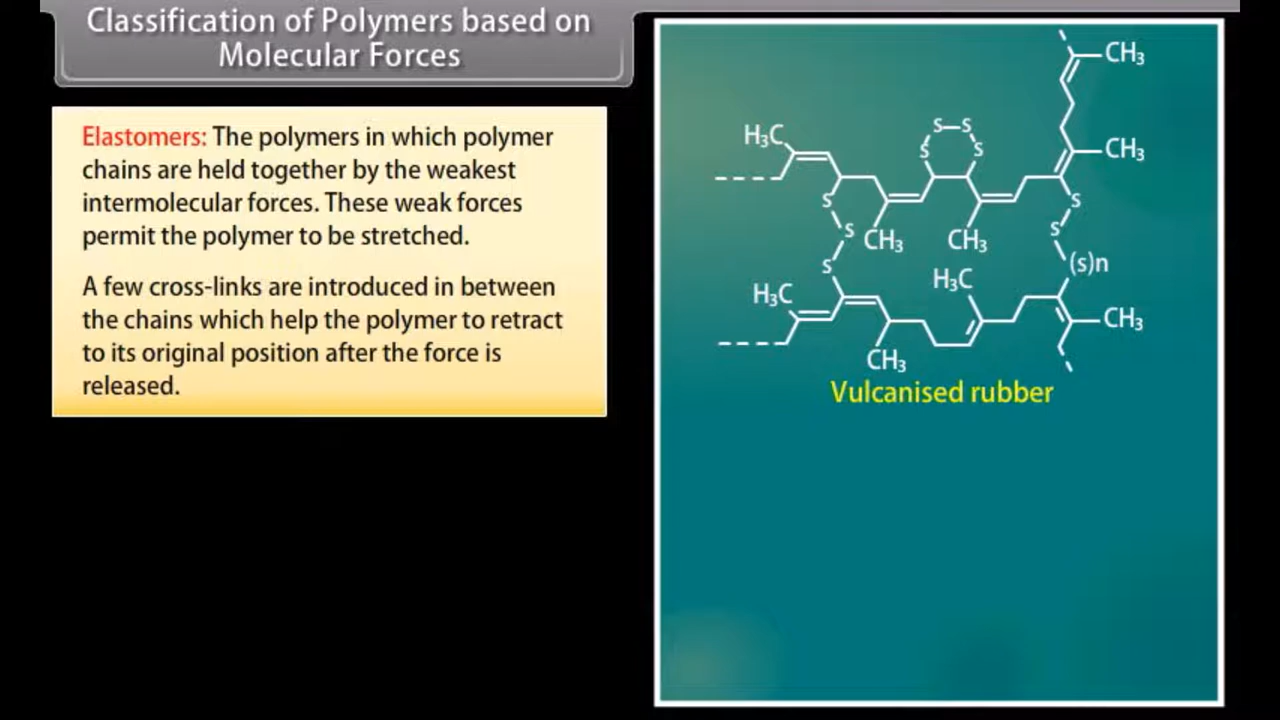 Classification of Polymers based on
Molecular Forces
Elastomers: The polymers in which polymer
chains are held together by the weakest
intermolecular forces. These weak forces
permit the polymer to be stretched.
A few cross-links are introduced in between
the chains which help the polymer to retract
to its original position after the force is
released.
CH₃
S—S
H₃C
S S
CH₃
S
S
S
CH₃
CH₃
S
S
(s)n
H₃C
H₃C
CH₃
CH₃
Vulcanised rubber